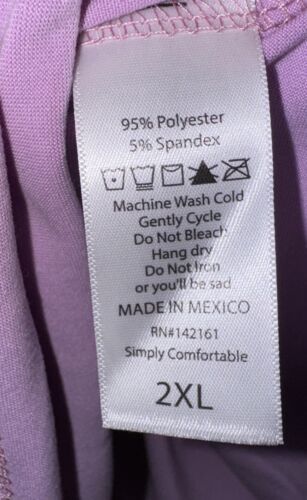 95% Polyester
5% Spandex
Machine Wash Cold
Gently Cycle
Do Not Bleach
Hang dry
Do Not Iron
or you'll be sad
MADE IN MEXICO
RN#142161
Simply Comfortable
2XL